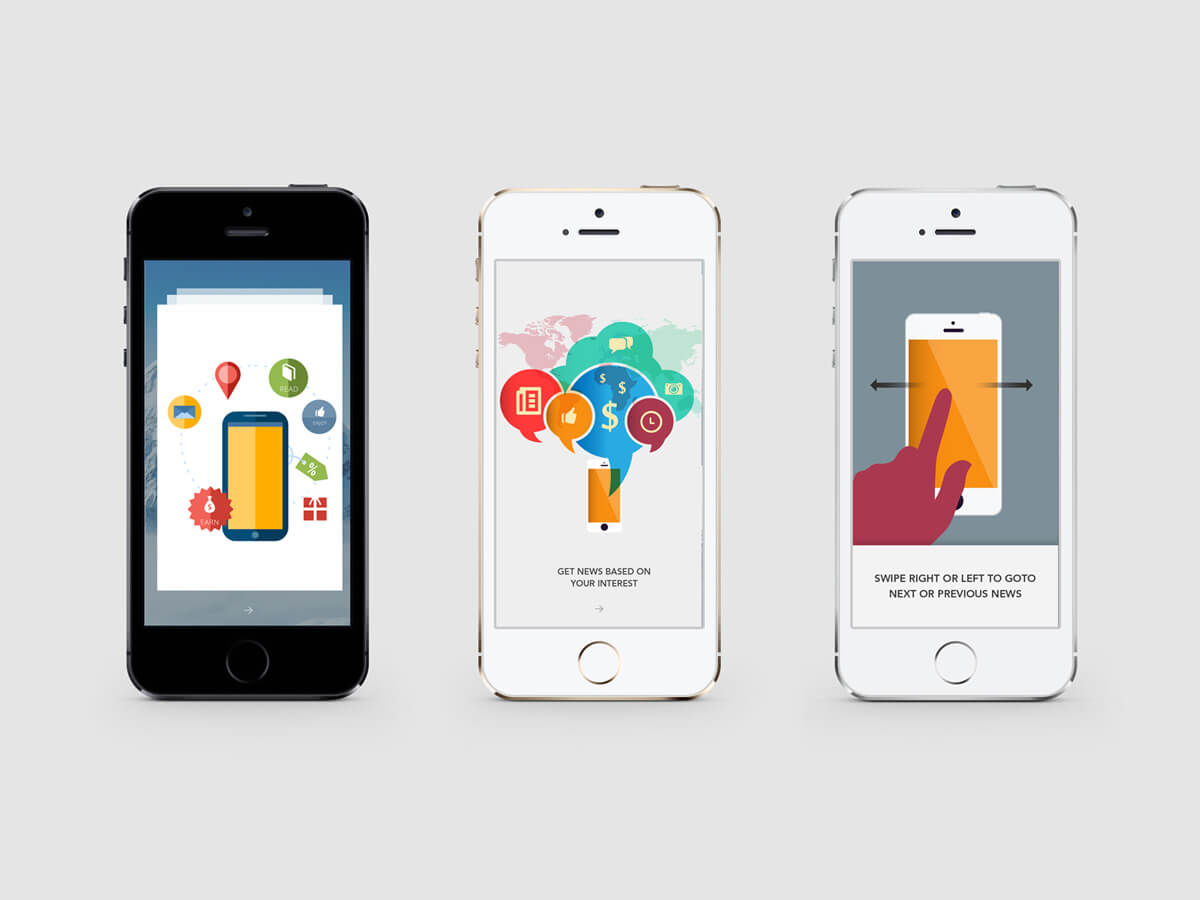 READ
ENJOY
%
$
EARN
$ $
$
GET NEWS BASED ON
YOUR INTEREST
SWIPE RIGHT OR LEFT TO GOTO
NEXT OR PREVIOUS NEWS